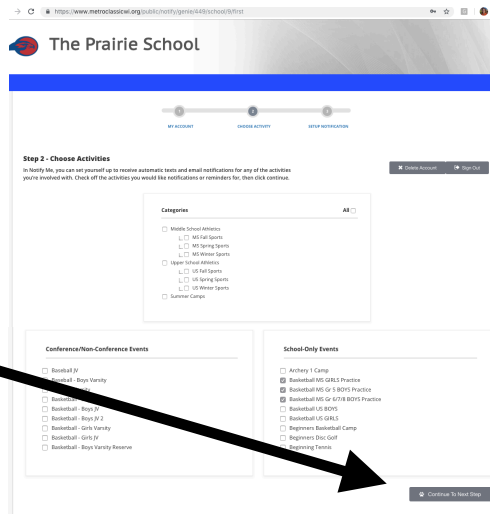 https://www.metroclassicwi.org/public/notify/genie/449/school/9/first
The Prairie School
1
2
3
MY ACCOUNT
CHOOSE ACTIVITY
SETUP NOTIFICATION
Step 2 - Choose Activities
In Notify Me, you can set yourself up to receive automatic texts and email notifications for any of the activities
you're involved with. Check off the activities you would like notifications or reminders for, then click continue.
Delete Account
Sign Out
Categories
All
Middle School Athletics
MS Fall Sports
MS Spring Sports
MS Winter Sports
Upper School Athletics
US Fall Sports
US Spring Sports
US Winter Sports
Summer Camps
Conference/Non-Conference Events
Baseball JV
Baseball - Boys Varsity
Basketball
Basketball - Boys JV
Basketball - Boys JV 2
Basketball - Girls Varsity
Basketball - Girls JV
Basketball - Boys Varsity Reserve
School-Only Events
Archery 1 Camp
Basketball MS GIRLS Practice
Basketball MS Gr 5 BOYS Practice
Basketball MS Gr 6/7/8 BOYS Practice
Basketball US BOYS
Basketball US GIRLS
Beginners Basketball Camp
Beginners Disc Golf
Beginning Tennis
Continue To Next Step